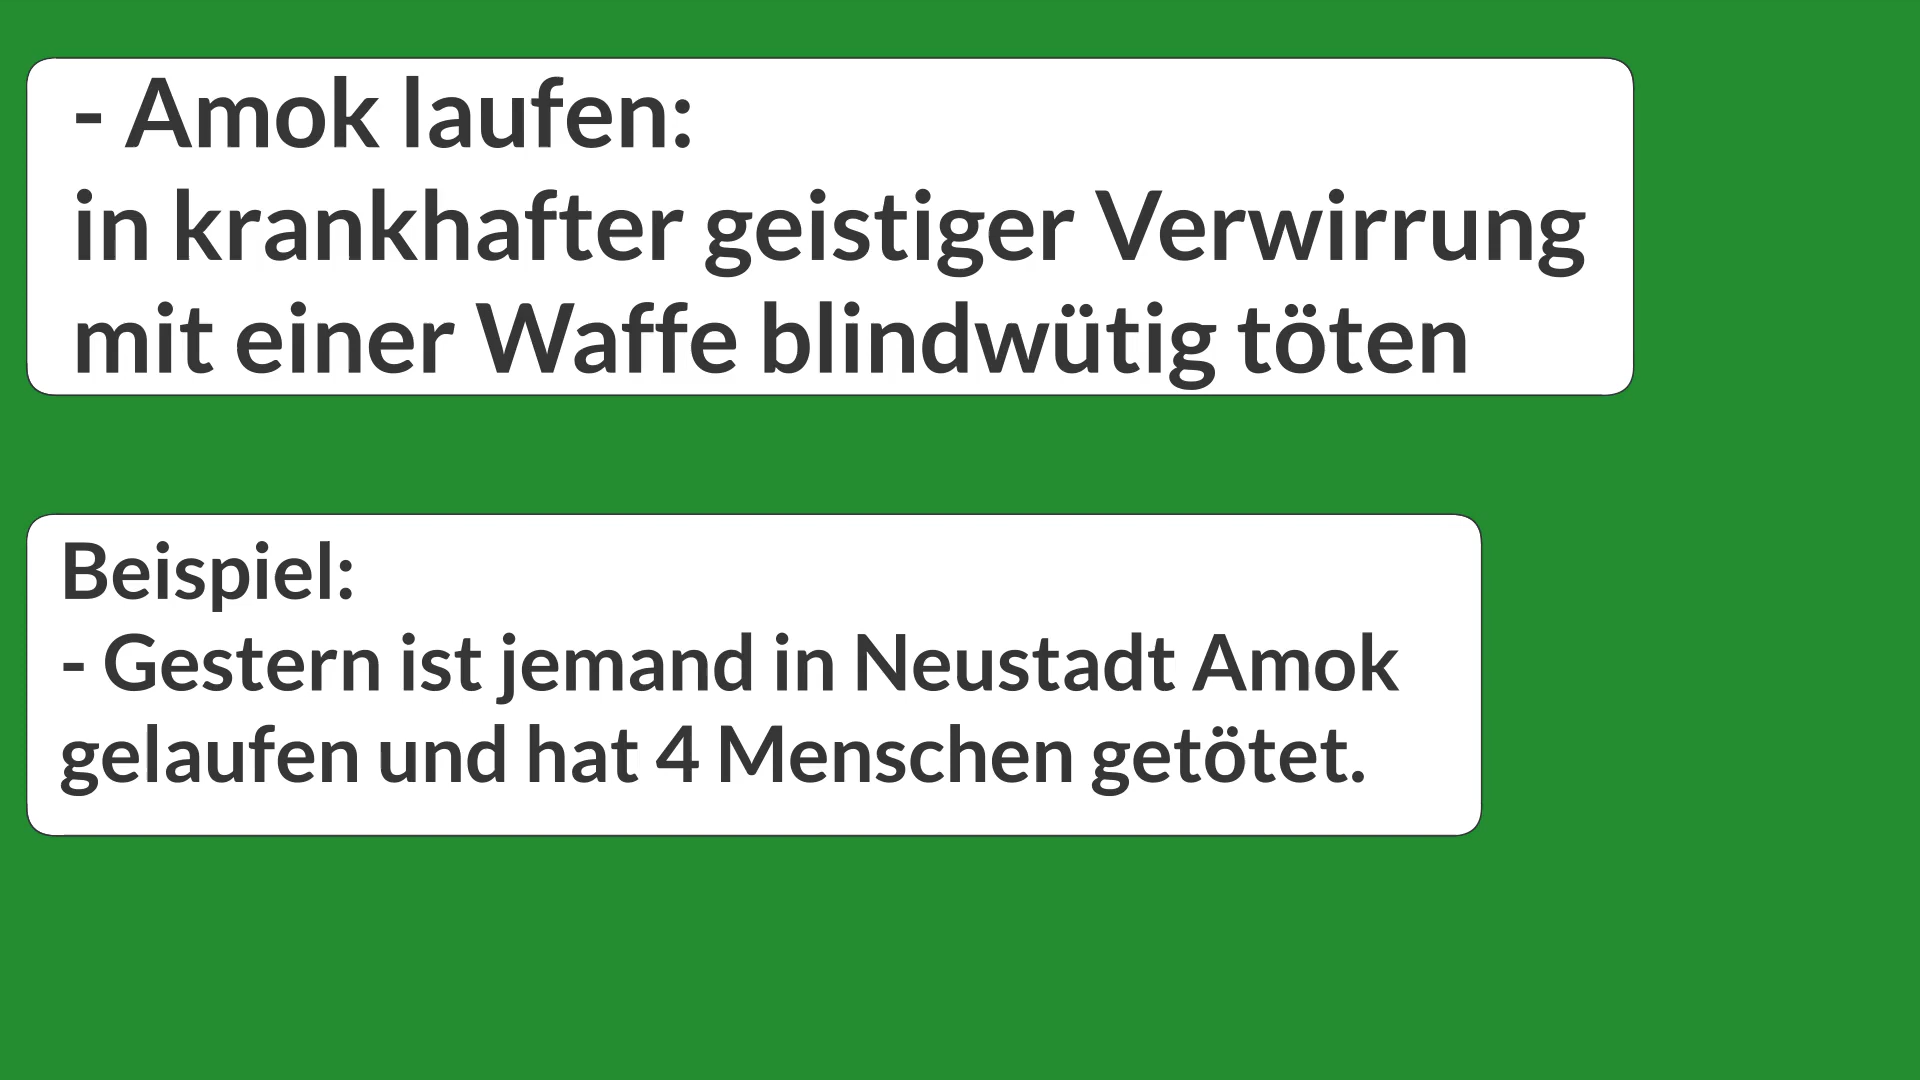 - Amok laufen:
in krankhafter geistiger Verwirrung
mit einer Waffe blindwütig töten
Beispiel:
- Gestern ist jemand in Neustadt Amok
gelaufen und hat 4 Menschen getötet.